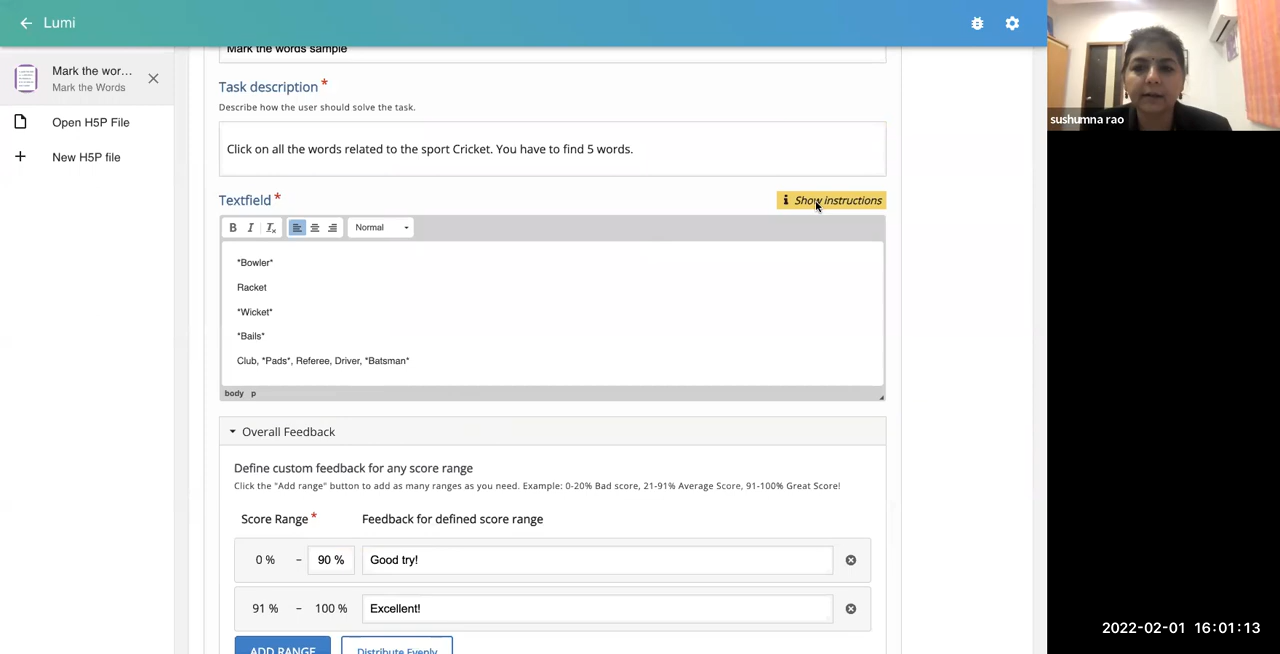 Lumi
Mark the wor...
Mark the Words
Open H5P File
New H5P file
Mark the words sample
Task description *
Describe how the user should solve the task.
Click on all the words related to the sport Cricket. You have to find 5 words.
Textfield *
Show instructions
B I Tx Normal
*Bowler*
Racket
*Wicket*
*Bails*
Club, *Pads*, Referee, Driver, *Batsman*
body p
Overall Feedback
Define custom feedback for any score range
Click the "Add range" button to add as many ranges as you need. Example: 0-20% Bad score, 21-91% Average Score, 91-100% Great Score!
Score Range * Feedback for defined score range
0 % – 90 % Good try!
91 % – 100 % Excellent!
ADD RANGE Distribute Evenly
sushumna rao
2022-02-01 16:01:13